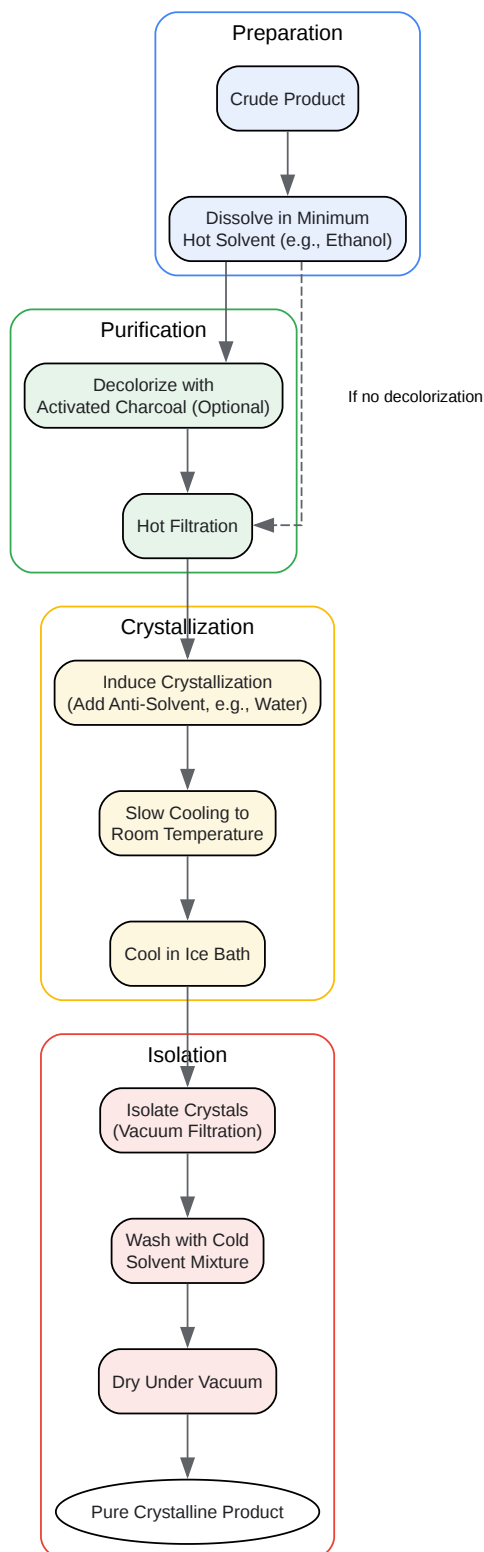 Preparation
Crude Product
Dissolve in Minimum
Hot Solvent (e.g., Ethanol)
Purification
Decolorize with
Activated Charcoal (Optional)
If no decolorization
Hot Filtration
Crystallization
Induce Crystallization
(Add Anti-Solvent, e.g., Water)
Slow Cooling to
Room Temperature
Cool in Ice Bath
Isolation
Isolate Crystals
(Vacuum Filtration)
Wash with Cold
Solvent Mixture
Dry Under Vacuum
Pure Crystalline Product